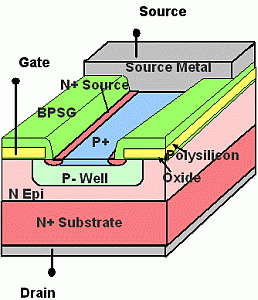 Source
Gate
Source Metal
N+ Source
BPSG
P+
Polysilicon
Oxide
P- Well
N Epi
N+ Substrate
Drain